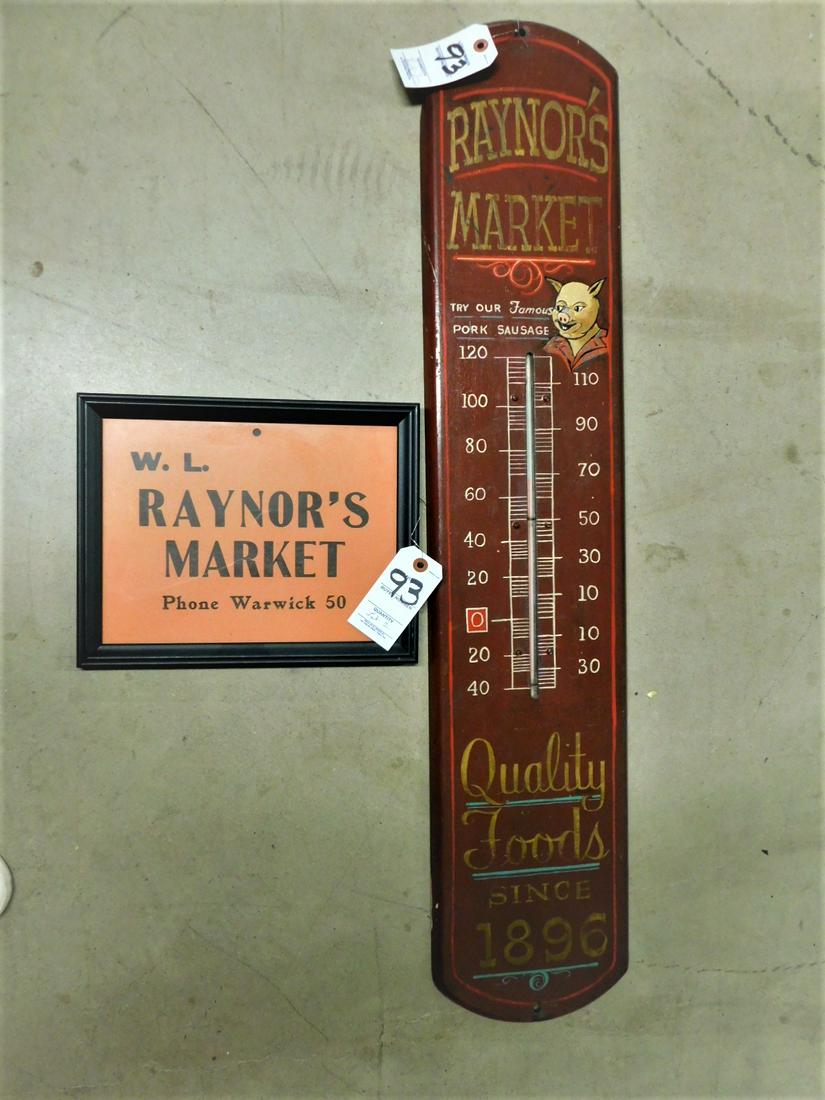 93
RAYNOR'S
MARKET
TRY OUR Famous
PORK SAUSAGE
120
110
100
90
80
70
60
50
40
30
20
10
0
10
20
30
40
Quality
Foods
SINCE
1896
W. L.
RAYNOR'S
MARKET
Phone Warwick 50
93
QUANTITY